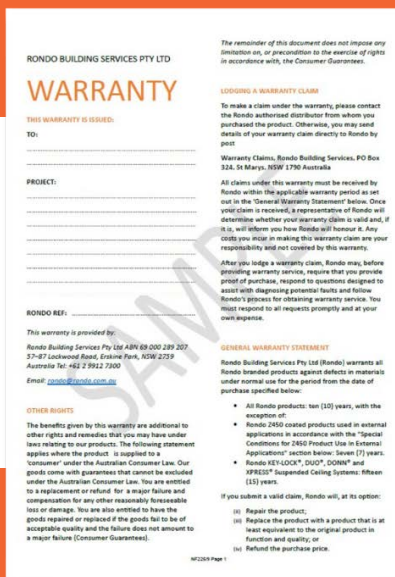 RONDO BUILDING SERVICES PTY LTD
WARRANTY
THIS WARRANTY IS ISSUED:
TO:
PROJECT:
RONDO REF:
This warranty is provided by:
Rondo Building Services Pty Ltd ABN 69 000 289 207
57–87 Lockwood Road, Erskine Park, NSW 2759
Australia Tel: +61 2 9912 7300
Email: rondo@rondo.com.au
OTHER RIGHTS
The benefits given by this warranty are additional to
other rights and remedies that you may have under
laws relating to our products. The following statement
applies where the product is supplied to a
'consumer' under the Australian Consumer Law. Our
goods come with guarantees that cannot be excluded
under the Australian Consumer Law. You are entitled
to a replacement or refund for a major failure and
compensation for any other reasonably foreseeable
loss or damage. You are also entitled to have the
goods repaired or replaced if the goods fail to be of
acceptable quality and the failure does not amount to
a major failure (Consumer Guarantees).
The remainder of this document does not impose any
limitation on, or precondition to the exercise of rights
in accordance with, the Consumer Guarantees.
LODGING A WARRANTY CLAIM
To make a claim under the warranty, please contact
the Rondo authorised distributor from whom you
purchased the product. Otherwise, you may send
details of your warranty claim directly to Rondo by
post
Warranty Claims, Rondo Building Services, PO Box
324, St Marys, NSW 1790 Australia
All claims under this warranty must be received by
Rondo within the applicable warranty period as set
out in the 'General Warranty Statement' below. Once
your claim is received, a representative of Rondo will
determine whether your warranty claim is valid and, if
it is, will inform you how Rondo will honour it. Any
costs you incur in making this warranty claim are your
responsibility and not covered by this warranty.
After you lodge a warranty claim, Rondo may, before
providing warranty service, require that you provide
proof of purchase, respond to questions designed to
assist with diagnosing potential faults and follow
Rondo's process for obtaining warranty service. You
must respond to all requests promptly and at your
own expense.
GENERAL WARRANTY STATEMENT
Rondo Building Services Pty Ltd (Rondo) warrants all
Rondo branded products against defects in materials
under normal use for the period from the date of
purchase specified below:
• All Rondo products: ten (10) years, with the
exception of:
• Rondo Z450 coated products used in external
applications in accordance with the "Special
Conditions for Z450 Product Use in External
Applications" section below: Seven (7) years.
• Rondo KEY-LOCK®, DUO®, DONN® and
XPRESS® Suspended Ceiling Systems: fifteen
(15) years.
If you submit a valid claim, Rondo will, at its option:
(i) Repair the product;
(ii) Replace the product with a product that is at
least equivalent to the original product in
function and quality; or
(iv) Refund the purchase price.
SAMPLE